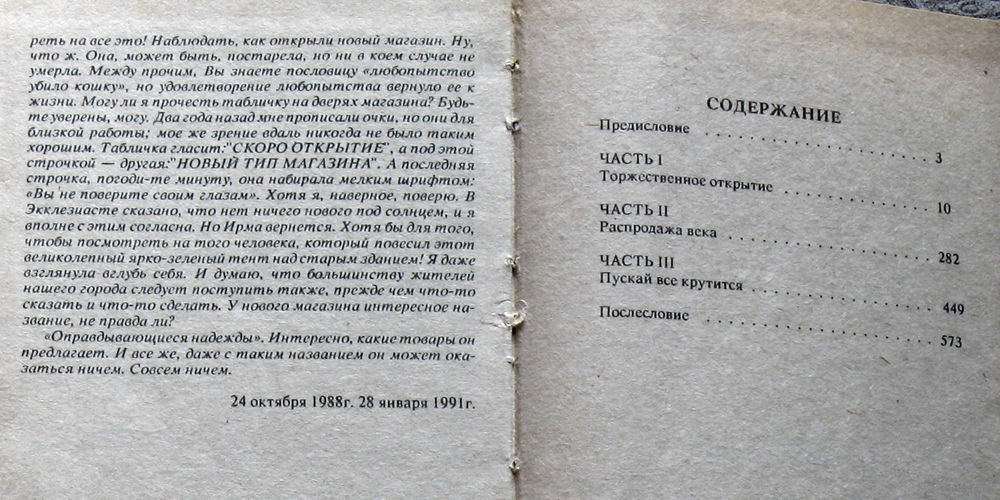 реть на все это! Наблюдать, как открыли новый магазин. Ну,
что ж. Она, может быть, постарела, но ни в коем случае не
умерла. Между прочим, Вы знаете пословицу «любопытство
убило кошку», но удовлетворение любопытства вернуло ее к
жизни. Могу ли я прочесть табличку на дверях магазина? Будь-
те уверены, могу. Два года назад мне прописали очки, но они для
близкой работы; мое же зрение вдаль никогда не было таким
хорошим. Табличка гласит:"СКОРО ОТКРЫТИЕ", а под этой
строчкой — другая:"НОВЫЙ ТИП МАГАЗИНА". А последняя
строчка, погоди-те минуту, она набирала мелким шрифтом:
«Вы не поверите своим глазам». Хотя я, наверное, поверю. В
Экклезиасте сказано, что нет ничего нового под солнцем, и я
вполне с этим согласна. Но Ирма вернется. Хотя бы для того,
чтобы посмотреть на того человека, который повесил этот
великолепный ярко-зеленый тент над старым зданием! Я даже
взглянула вглубь себя. И думаю, что большинству жителей
нашего города следует поступить также, прежде чем что-то
сказать и что-то сделать. У нового магазина интересное на-
звание, не правда ли?
«Оправдывающиеся надежды». Интересно, какие товары он
предлагает. И все же, даже с таким названием он может ока-
заться ничем. Совсем ничем.
24 октября 1988г. 28 января 1991г.
СОДЕРЖАНИЕ
Предисловие . . . . . . . . . . . . . . . . . . 3
ЧАСТЬ I
Торжественное открытие . . . . . . . . . . . . 10
ЧАСТЬ II
Распродажа века . . . . . . . . . . . . . . . . 282
ЧАСТЬ III
Пускай все крутится . . . . . . . . . . . . . . 449
Послесловие . . . . . . . . . . . . . . . . . . 573